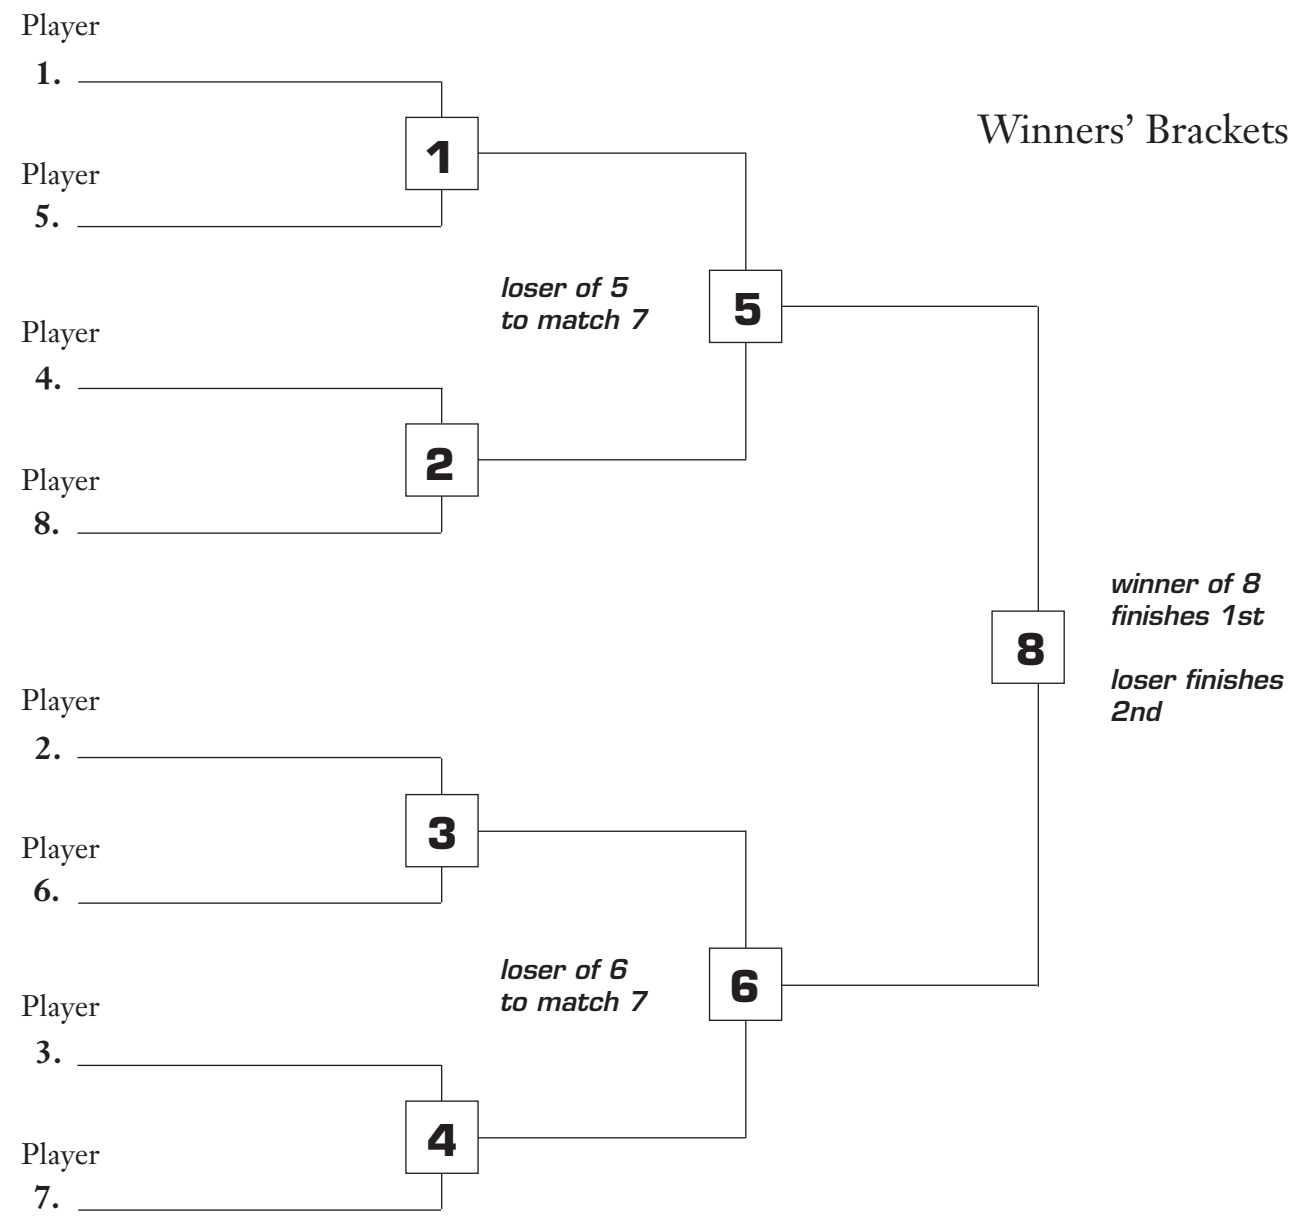 Player
1.
Winners’ Brackets
1
Player
5.
loser of 5
to match 7
5
Player
4.
2
Player
8.
winner of 8
finishes 1st
8
loser finishes
2nd
Player
2.
3
Player
6.
loser of 6
to match 7
6
Player
3.
4
Player
7.